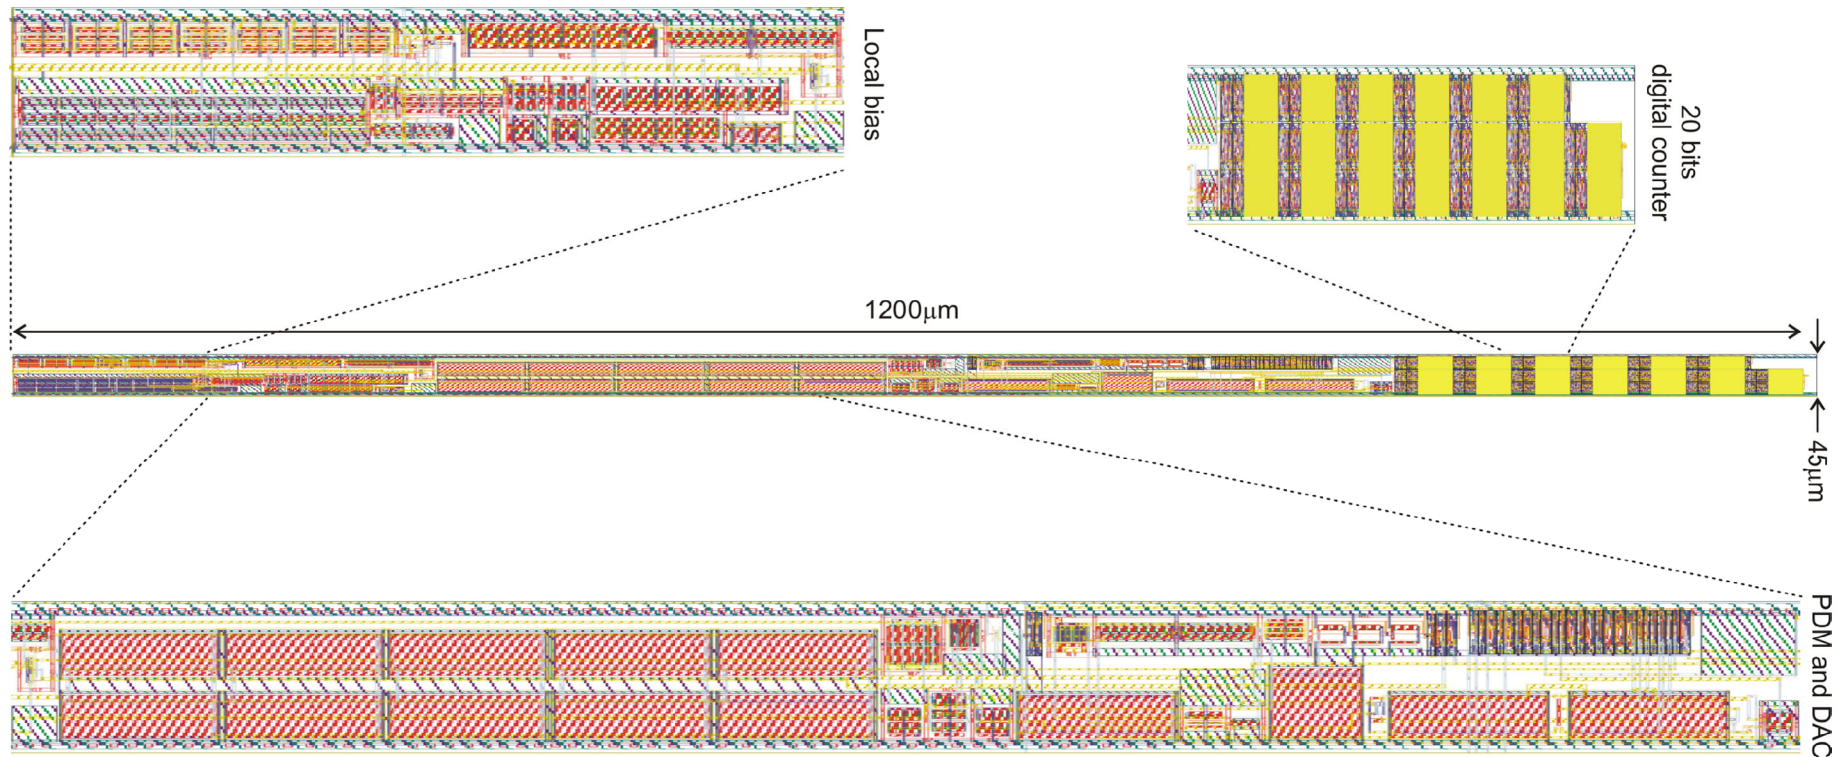 Local bias
20 bits
digital counter
1200μm
45μm
PDM and DAC